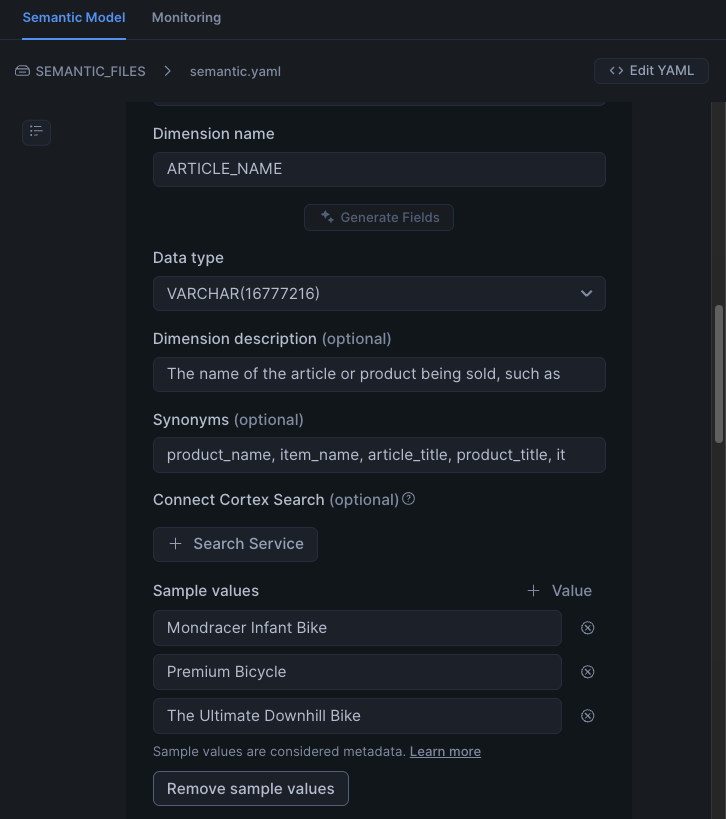 Semantic Model Monitoring
SEMANTIC_FILES > semantic.yaml <> Edit YAML
Dimension name
ARTICLE_NAME
Generate Fields
Data type
VARCHAR(16777216)
Dimension description (optional)
The name of the article or product being sold, such as
Synonyms (optional)
product_name, item_name, article_title, product_title, it
Connect Cortex Search (optional)
+ Search Service
Sample values + Value
Mondracer Infant Bike
Premium Bicycle
The Ultimate Downhill Bike
Sample values are considered metadata. Learn more
Remove sample values